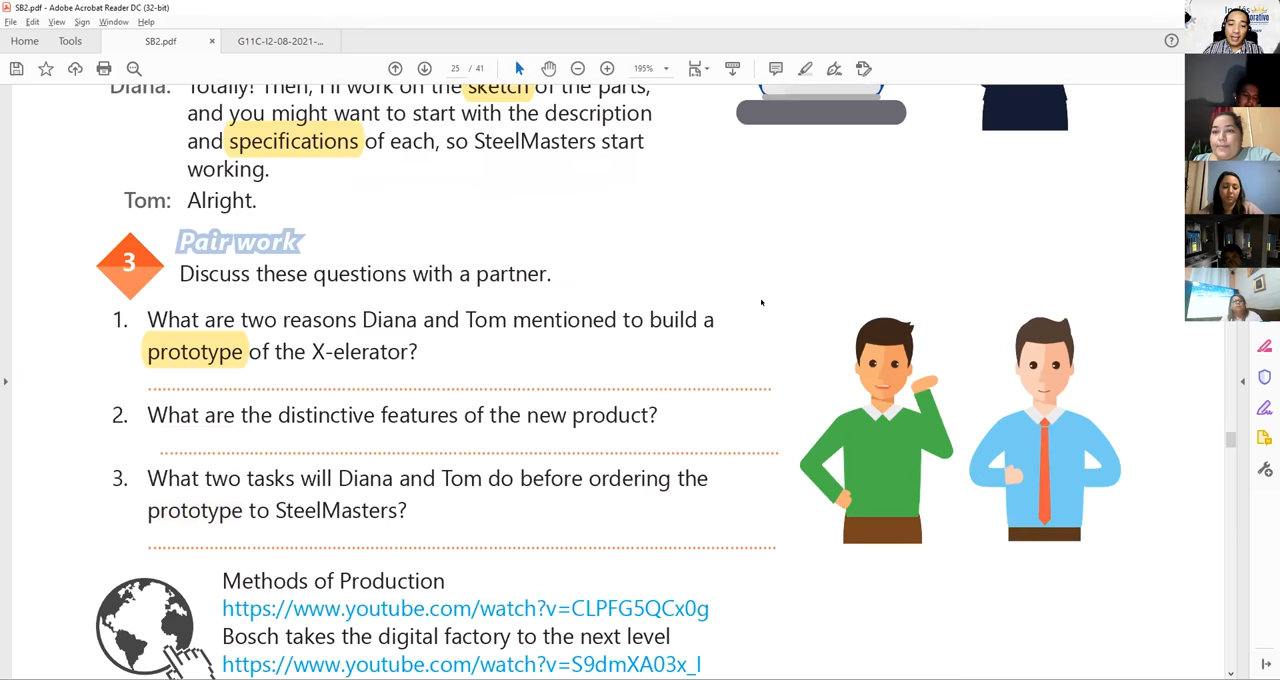 SB2.pdf - Adobe Acrobat Reader DC (32-bit)
File Edit View Sign Window Help
Home Tools SB2.pdf × G11C-I2-08-2021-...
25 / 41 195%
Diana: Totally! Then, I'll work on the sketch of the parts,
and you might want to start with the description
and specifications of each, so SteelMasters start
working.
Tom: Alright.
3 Pair work
Discuss these questions with a partner.
1. What are two reasons Diana and Tom mentioned to build a
prototype of the X-elerator?
2. What are the distinctive features of the new product?
3. What two tasks will Diana and Tom do before ordering the
prototype to SteelMasters?
Methods of Production
https://www.youtube.com/watch?v=CLPFG5QCx0g
Bosch takes the digital factory to the next level
https://www.youtube.com/watch?v=S9dmXA03x_I